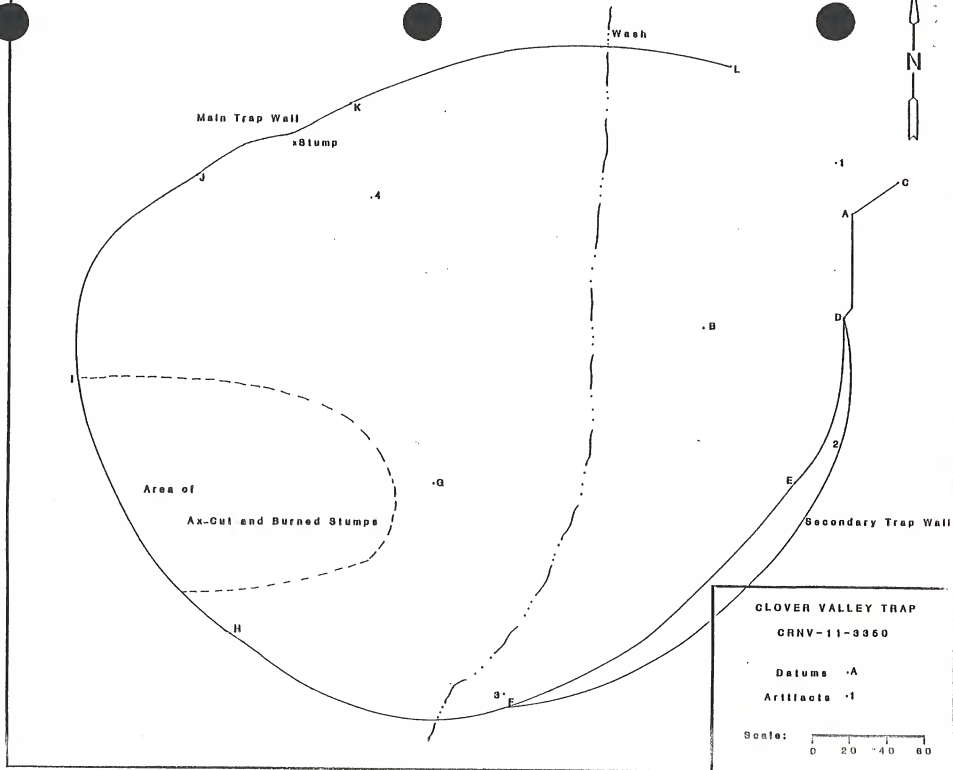 Wash
N
L
K
Main Trap Wall
xStump
J
.1
C
.4
A
D
.B
I
2
.G
E
Area of
Ax-Cut and Burned Stumps
Secondary Trap Wall
CLOVER VALLEY TRAP
CRNV-11-3360
H
Datums .A
3.
F
Artifacts .1
Scale:
0 20 40 60